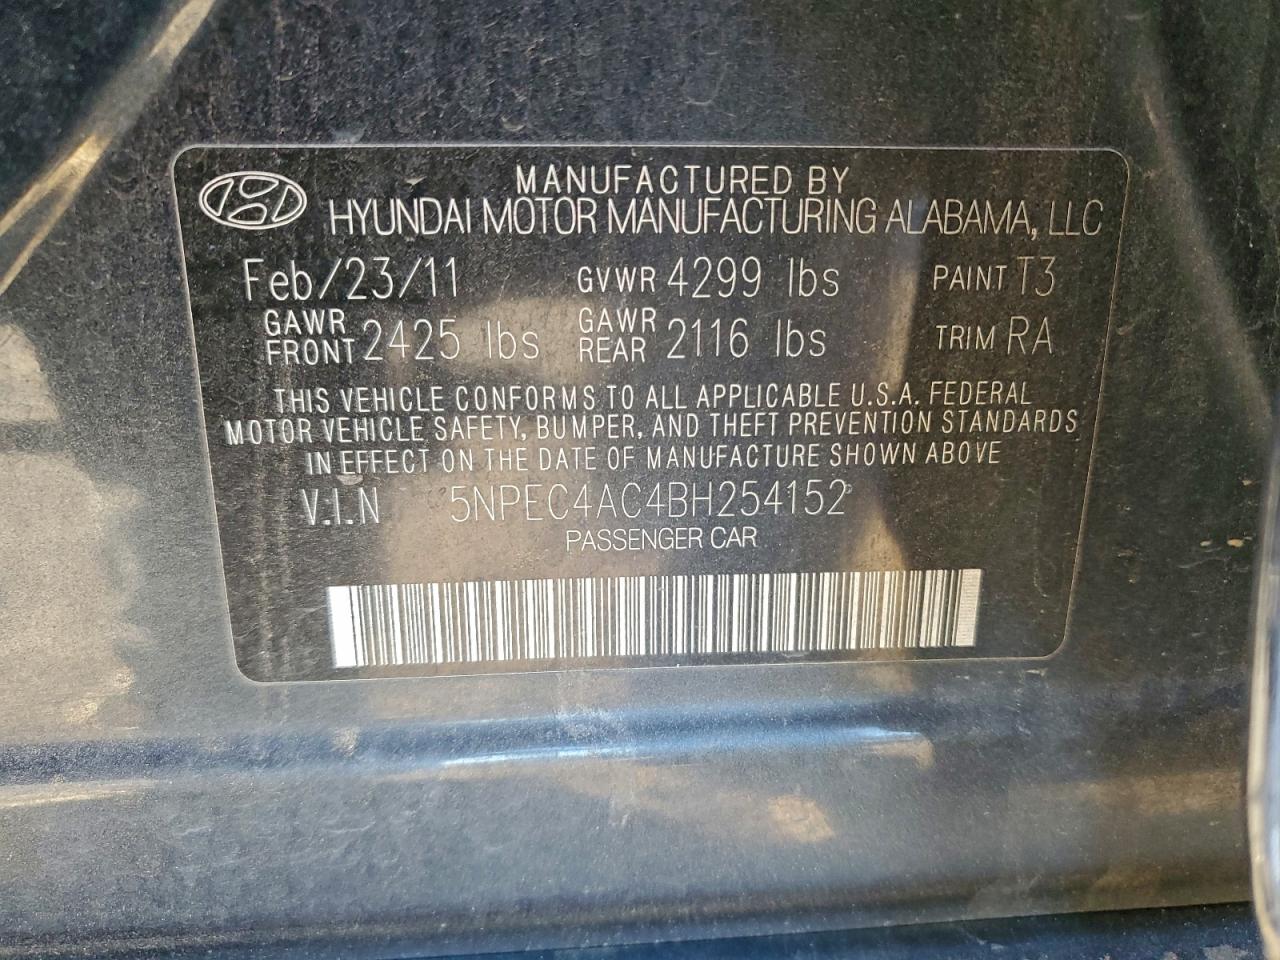 MANUFACTURED BY
HYUNDAI MOTOR MANUFACTURING ALABAMA, LLC
Feb/23/11 GVWR 4299 lbs PAINT T3
GAWR FRONT 2425 lbs GAWR REAR 2116 lbs TRIM RA
THIS VEHICLE CONFORMS TO ALL APPLICABLE U.S.A. FEDERAL
MOTOR VEHICLE SAFETY, BUMPER, AND THEFT PREVENTION STANDARDS
IN EFFECT ON THE DATE OF MANUFACTURE SHOWN ABOVE
V.I.N 5NPEC4AC4BH254152
PASSENGER CAR